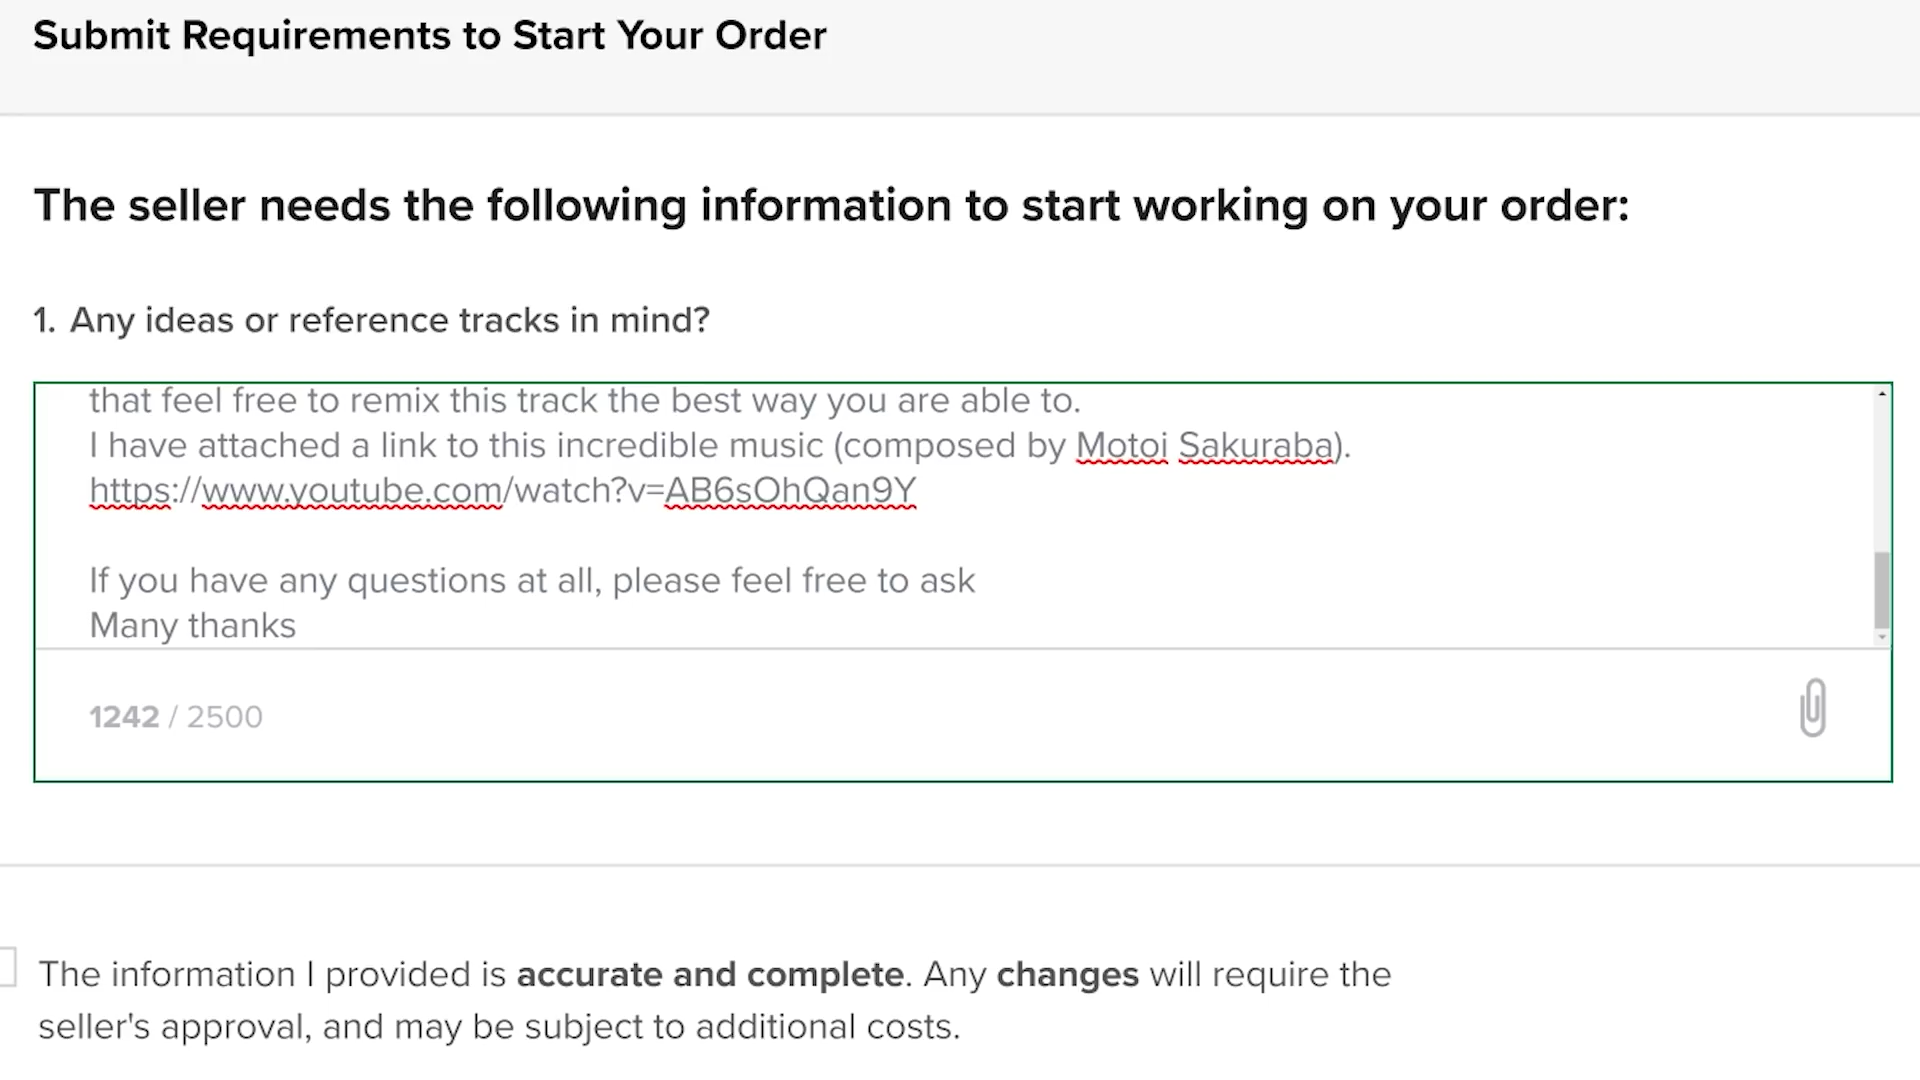 Submit Requirements to Start Your Order
The seller needs the following information to start working on your order:
1. Any ideas or reference tracks in mind?
that feel free to remix this track the best way you are able to.
I have attached a link to this incredible music (composed by Motoi Sakuraba).
https://www.youtube.com/watch?v=AB6sOhQan9Y
If you have any questions at all, please feel free to ask
Many thanks
1242 / 2500
The information I provided is accurate and complete. Any changes will require the
seller's approval, and may be subject to additional costs.